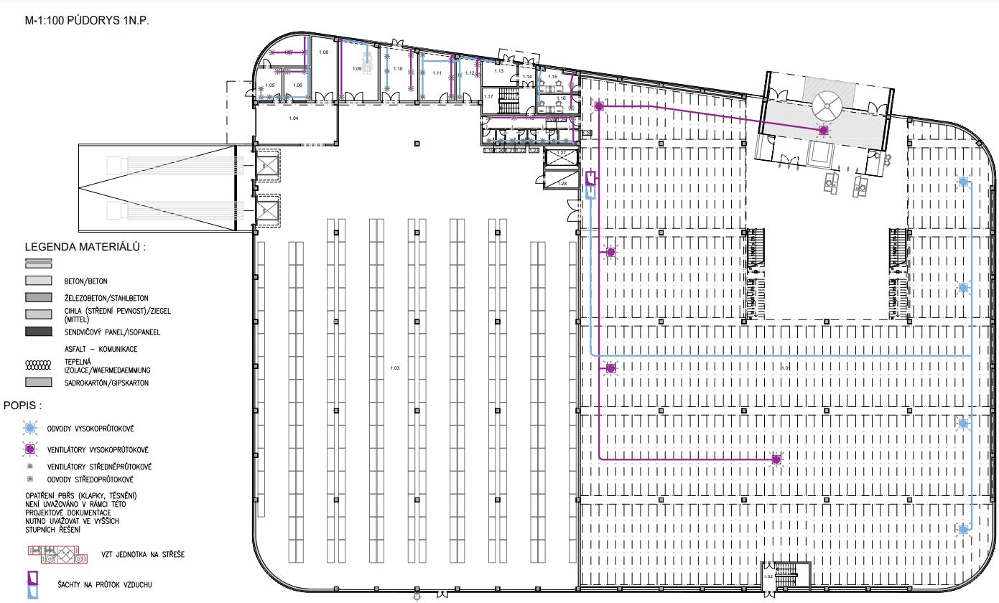 M-1:100 PŮDORYS 1N.P.
1.08
1.09
1.10
1.11
1.12
1.13
1.14
1.15
1.05
1.06
1.17
1.16
1.04
1.27
1.28
LEGENDA MATERIÁLŮ :
BETON/BETON
ŽELEZOBETON/STAHLBETON
CIHLA (STŘEDNÍ PEVNOST)/ZIEGEL
(MITTEL)
SENDVIČOVÝ PANEL/ISOPANEEL
ASFALT – KOMUNIKACE
TEPELNÁ
IZOLACE/WAERMEDAEMMUNG
SADROKARTÓN/GIPSKARTON
1.03
1.01
POPIS :
ODVODY VYSOKOPRŮTOKOVÉ
VENTILÁTORY VYSOKOPRŮTOKOVÉ
VENTILÁTORY STŘEDNĚPRŮTOKOVÉ
ODVODY STŘEDOPRŮTOKOVÉ
OPATŘENÍ PBŘS (KLAPKY, TĚSNĚNÍ)
NENÍ UVAŽOVÁNO V RÁMCI TÉTO
PROJEKTOVÉ DOKUMENTACE
NUTNO UVAŽOVAT VE VYŠŠÍCH
STUPNÍCH ŘEŠENÍ
VZT JEDNOTKA NA STŘEŠE
ŠACHTY NA PRŮTOK VZDUCHU
1.02